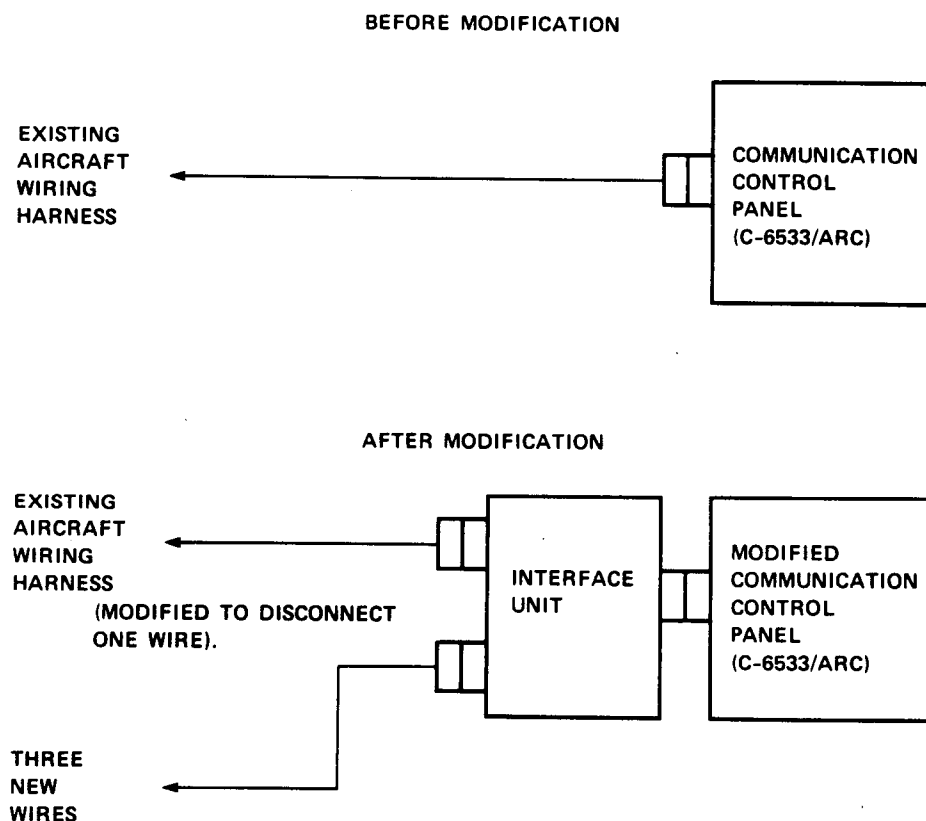 BEFORE MODIFICATION
EXISTING
AIRCRAFT
WIRING
HARNESS
COMMUNICATION
CONTROL
PANEL
(C-6533/ARC)
AFTER MODIFICATION
EXISTING
AIRCRAFT
WIRING
HARNESS
(MODIFIED TO DISCONNECT
ONE WIRE).
INTERFACE
UNIT
MODIFIED
COMMUNICATION
CONTROL
PANEL
(C-6533/ARC)
THREE
NEW
WIRES